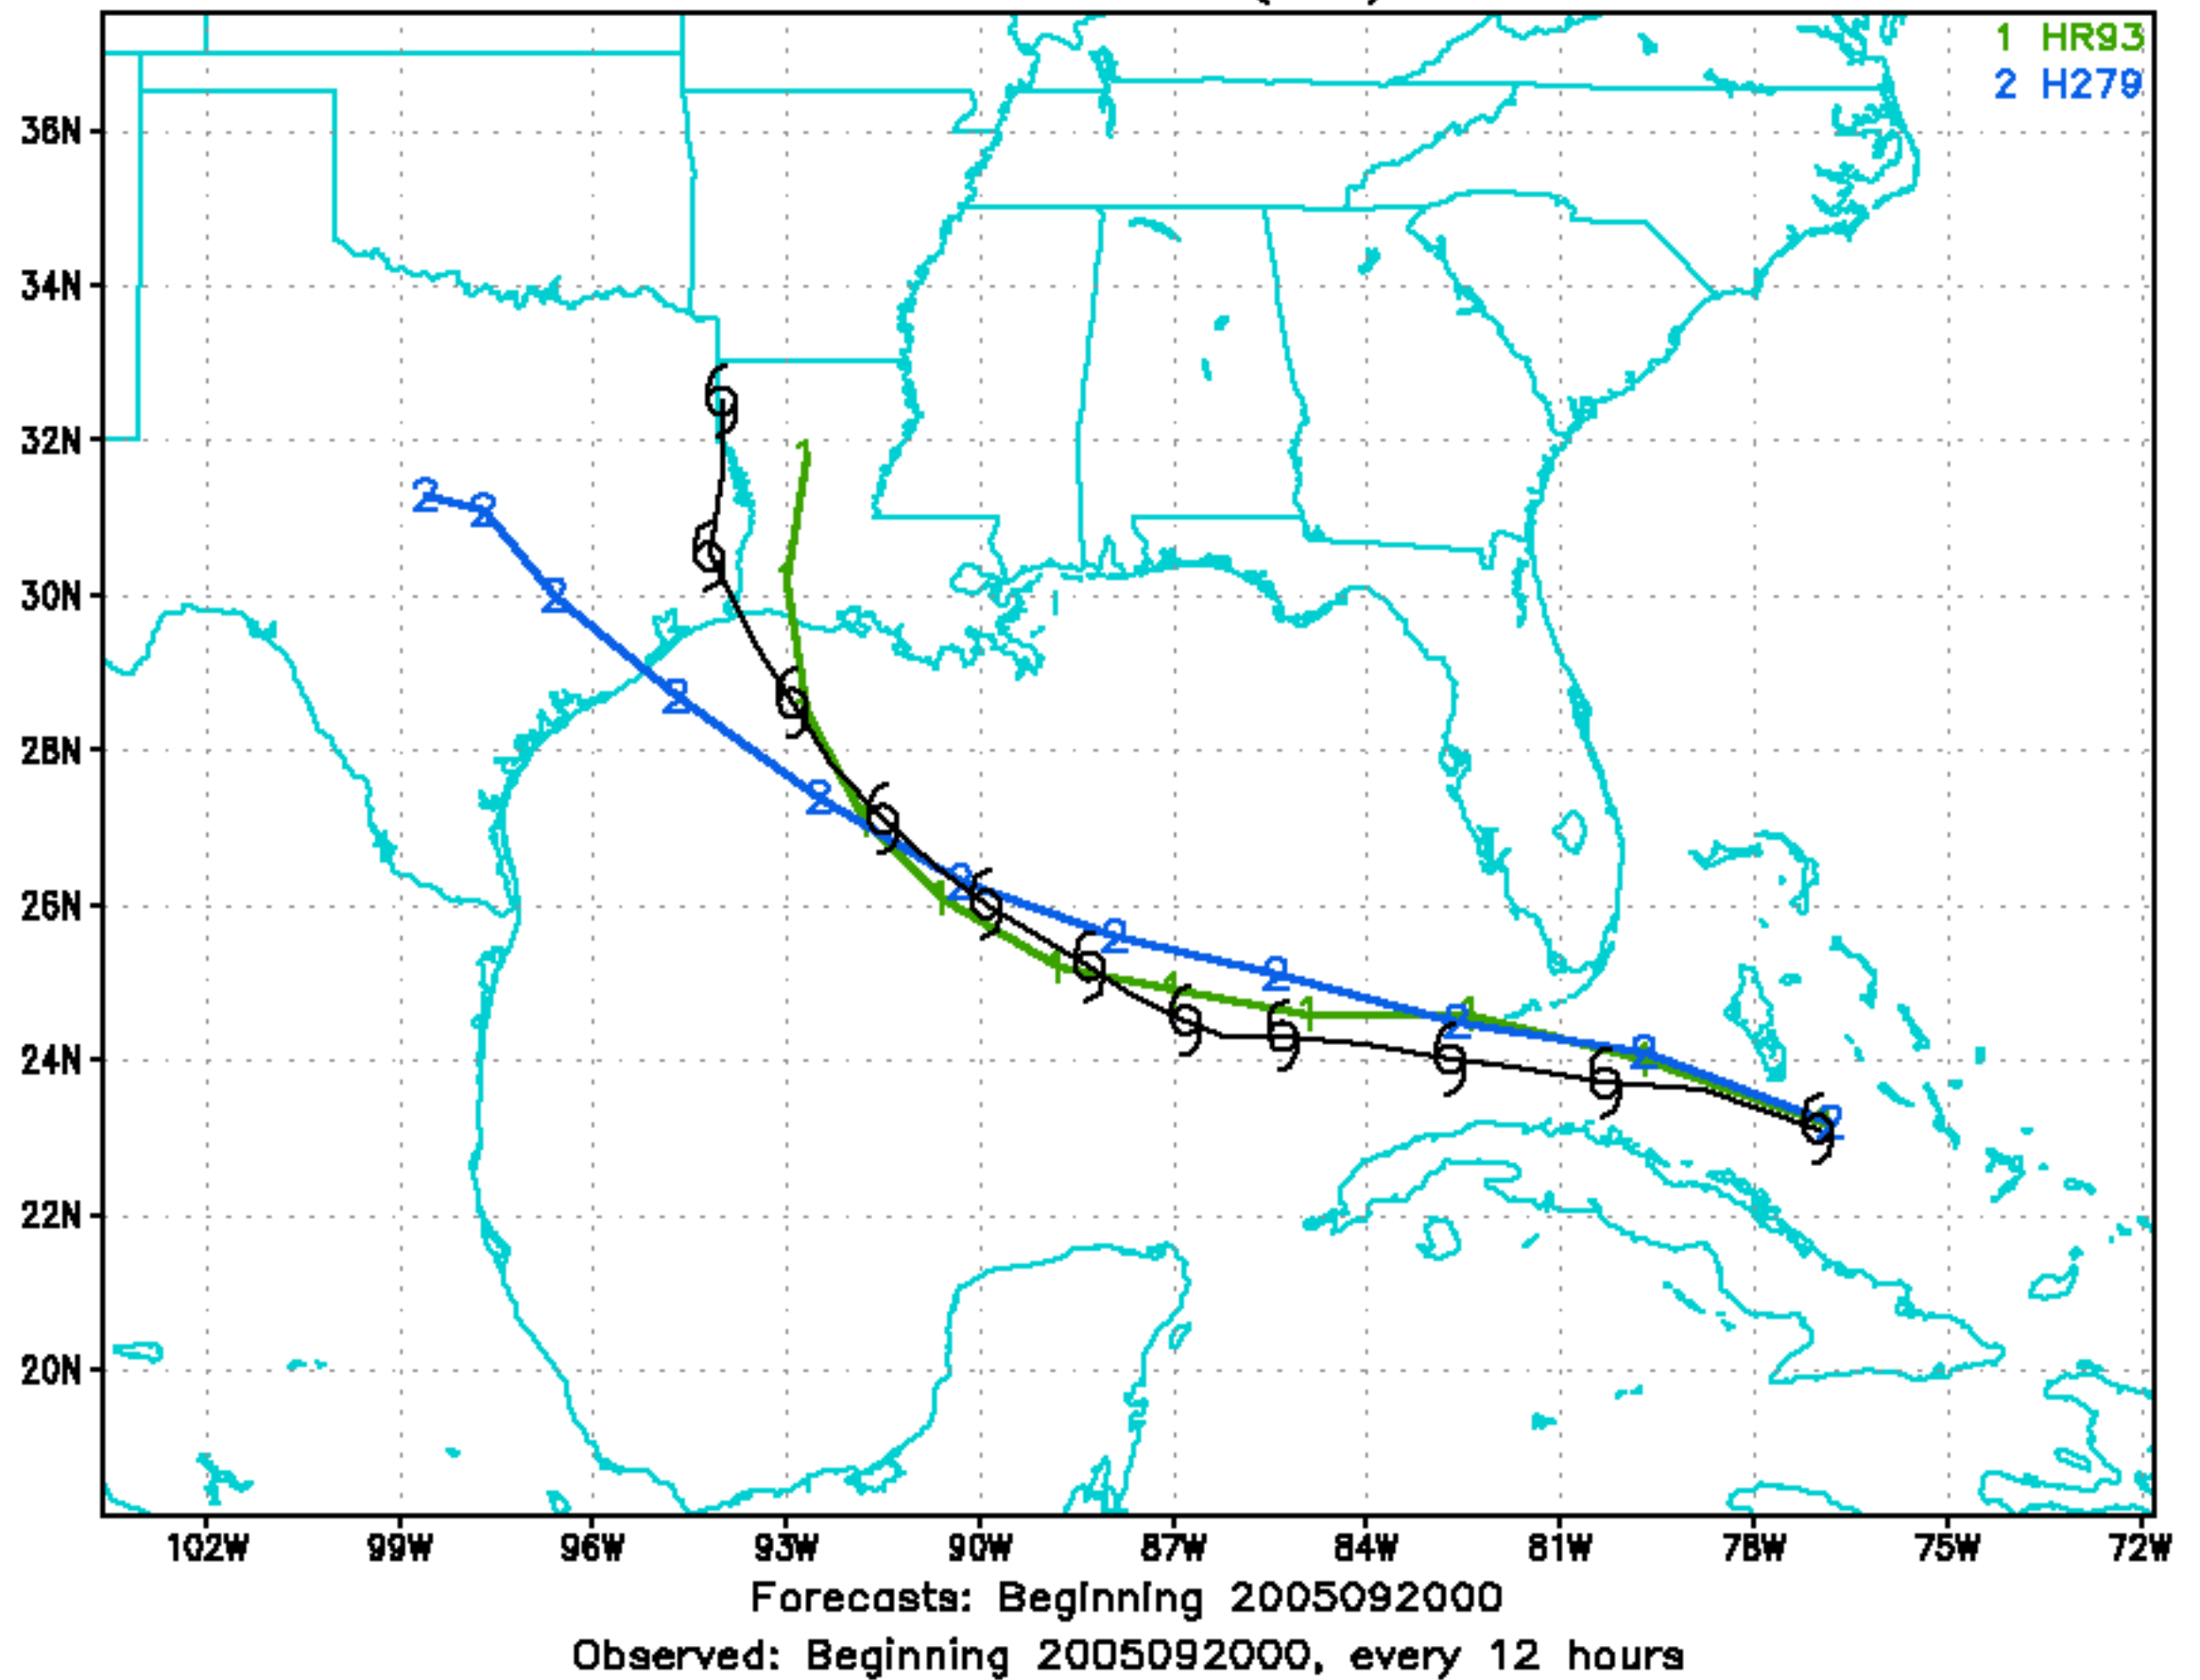 1 HR93
2 H279
36N
34N
32N
30N
28N
26N
24N
22N
20N
102W 99W 96W 93W 90W 87W 84W 81W 78W 75W 72W
Forecasts: Beginning 2005092000
Observed: Beginning 2005092000, every 12 hours